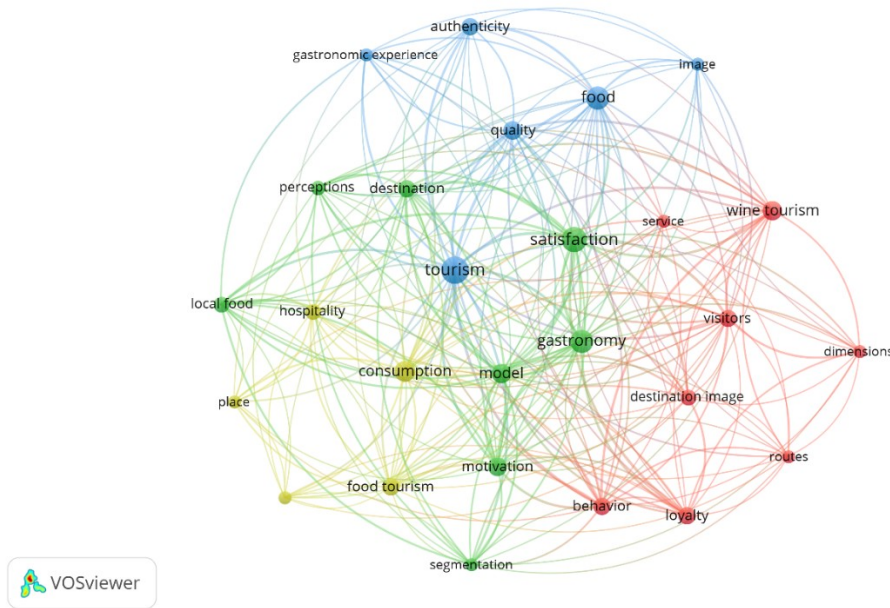 authenticity
gastronomic experience
image
food
quality
perceptions
destination
wine tourism
service
satisfaction
tourism
local food
hospitality
visitors
gastronomy
dimensions
consumption
model
destination image
place
routes
motivation
food tourism
behavior
loyalty
segmentation
VOSviewer